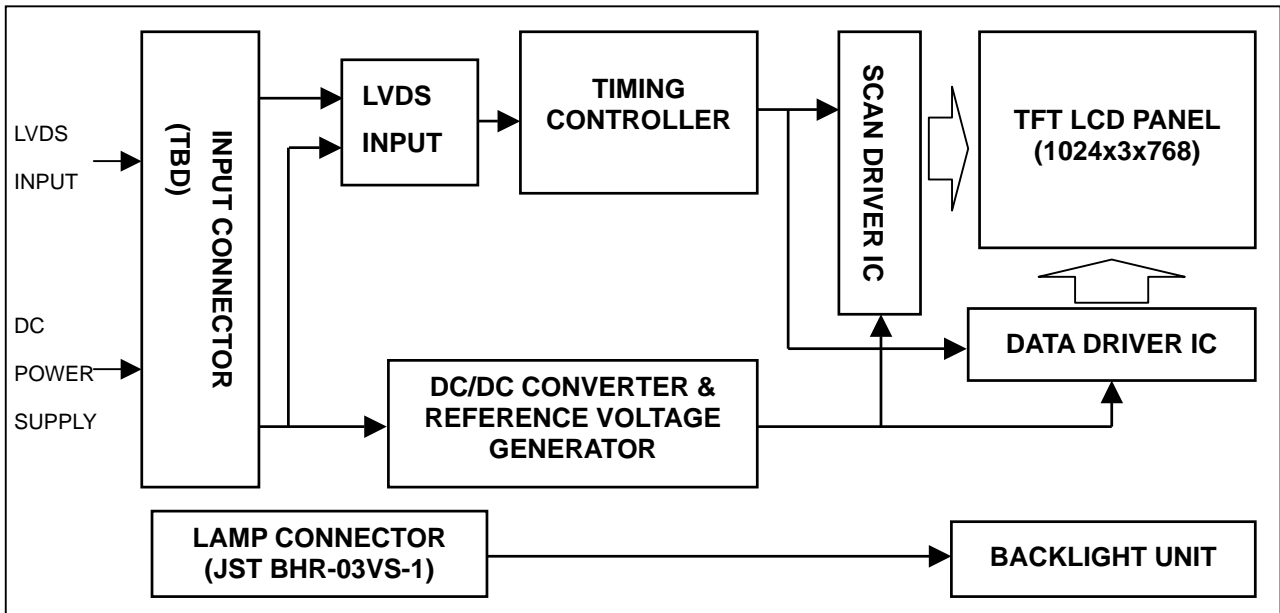 LVDS
INPUT
DC
POWER
SUPPLY
INPUT CONNECTOR
(TBD)
LVDS
INPUT
TIMING
CONTROLLER
SCAN DRIVER IC
TFT LCD PANEL
(1024x3x768)
DATA DRIVER IC
DC/DC CONVERTER &
REFERENCE VOLTAGE
GENERATOR
LAMP CONNECTOR
(JST BHR-03VS-1)
BACKLIGHT UNIT